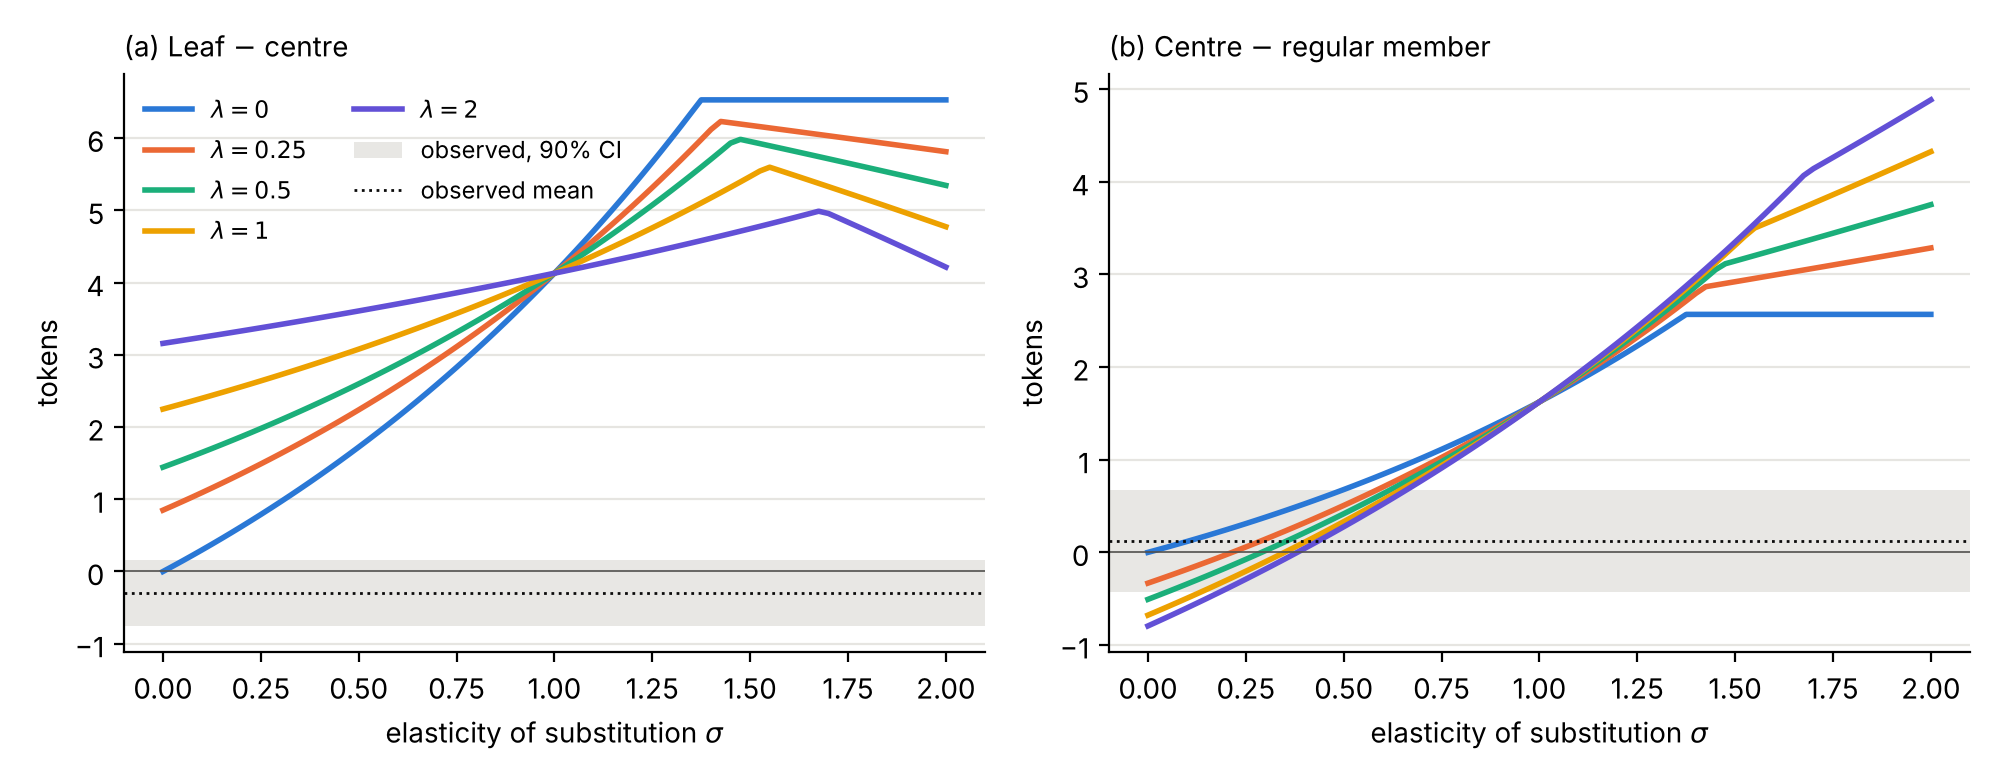 (a) Leaf − centre
λ = 0
λ = 0.25
λ = 0.5
λ = 1
λ = 2
observed, 90% CI
observed mean
tokens
6
5
4
3
2
1
0
−1
0.00 0.25 0.50 0.75 1.00 1.25 1.50 1.75 2.00
elasticity of substitution σ
(b) Centre − regular member
tokens
5
4
3
2
1
0
−1
0.00 0.25 0.50 0.75 1.00 1.25 1.50 1.75 2.00
elasticity of substitution σ